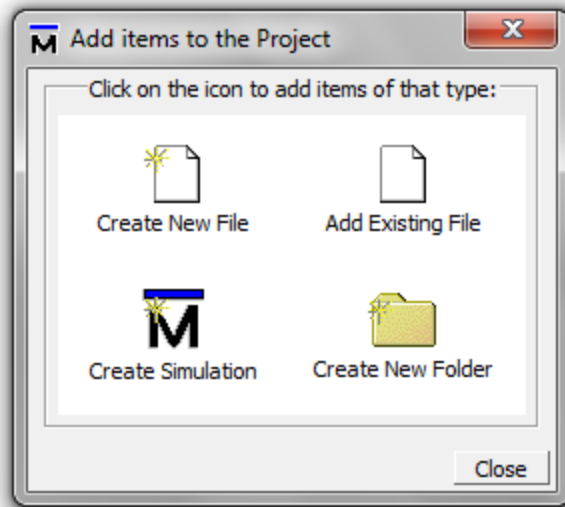 Add items to the Project
Click on the icon to add items of that type:
Create New File
Add Existing File
Create Simulation
Create New Folder
Close